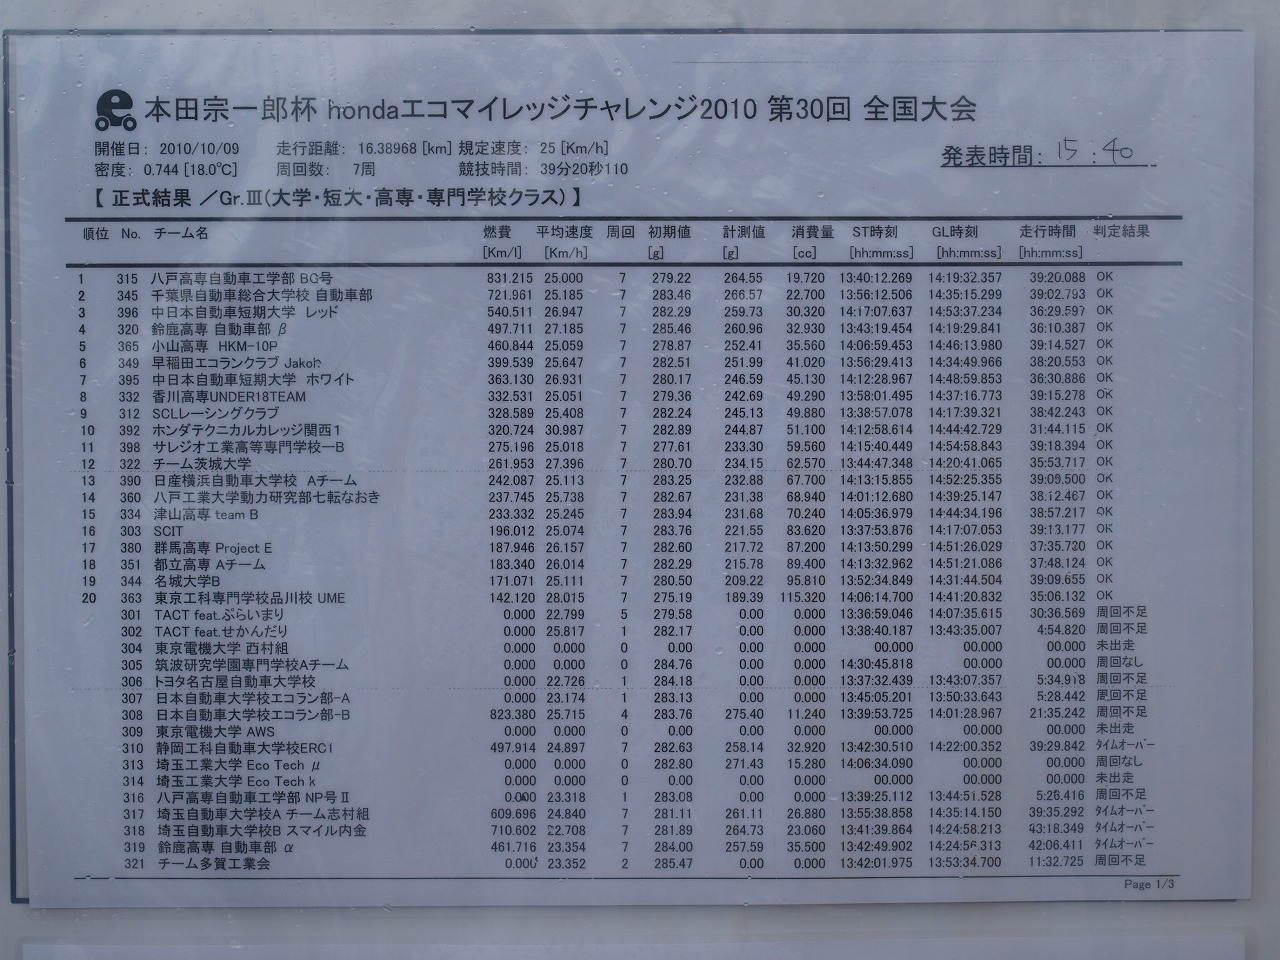 本田宗一郎杯 hondaエコマイレッジチャレンジ2010 第30回 全国大会
開催日: 2010/10/09 走行距離: 16.38968 [km] 規定速度: 25 [Km/h]
密度: 0.744 [18.0℃] 周回数: 7周 競技時間: 39分20秒110
発表時間: 15:40
【 正式結果 /Gr.Ⅲ(大学・短大・高専・専門学校クラス) 】
順位 No. チーム名 燃費 平均速度 周回 初期値 計測値 消費量 ST時刻 GL時刻 走行時間 判定結果
[Km/l] [Km/h] [g] [g] [cc] [hh:mm:ss] [hh:mm:ss] [hh:mm:ss]
1 315 八戸高専自動車工学部 BG号 831.215 25.000 7 279.22 264.55 19.720 13:40:12.269 14:19:32.357 39:20.088 OK
2 345 千葉県自動車総合大学校 自動車部 721.961 25.185 7 283.46 266.57 22.700 13:56:12.506 14:35:15.299 39:02.793 OK
3 396 中日本自動車短期大学 レッド 540.511 26.947 7 282.29 259.73 30.320 14:17:07.637 14:53:37.234 36:29.597 OK
4 320 鈴鹿高専 自動車部 β 497.711 27.185 7 285.46 260.96 32.930 13:43:19.454 14:19:29.841 36:10.387 OK
5 365 小山高専 HKM-10P 460.844 25.059 7 278.87 252.41 35.560 14:06:59.453 14:46:13.980 39:14.527 OK
6 349 早稲田エコランクラブ Jakoh 399.539 25.647 7 282.51 251.99 41.020 13:56:29.413 14:34:49.966 38:20.553 OK
7 395 中日本自動車短期大学 ホワイト 363.130 26.931 7 280.17 246.59 45.130 14:12:28.967 14:48:59.853 36:30.886 OK
8 332 香川高専UNDER18TEAM 332.531 25.051 7 279.36 242.69 49.290 13:58:01.495 14:37:16.773 39:15.278 OK
9 312 SCLレーシングクラブ 328.589 25.408 7 282.24 245.13 49.880 13:38:57.078 14:17:39.321 38:42.243 OK
10 392 ホンダテクニカルカレッジ関西1 320.724 30.987 7 282.89 244.87 51.100 14:12:58.614 14:44:42.729 31:44.115 OK
11 398 サレジオ工業高等専門学校ーB 275.196 25.018 7 277.61 233.30 59.560 14:15:40.449 14:54:58.843 39:18.394 OK
12 322 チーム茨城大学 261.953 27.396 7 280.70 234.15 62.570 14:44:47.348 14:20:41.065 35:53.717 OK
13 390 日産横浜自動車大学校 Aチーム 242.087 25.113 7 283.25 232.88 67.700 14:13:15.855 14:52:25.355 39:09.500 OK
14 360 八戸工業大学動力研究部七転なおき 237.745 25.738 7 282.67 231.38 68.940 14:01:12.680 14:39:25.147 38:12.467 OK
15 334 津山高専 team B 233.332 25.245 7 283.94 231.68 70.240 14:05:36.979 14:44:34.196 38:57.217 OK
16 303 SCIT 196.012 25.074 7 283.76 221.55 83.620 13:37:53.876 14:17:07.053 39:13.177 OK
17 380 群馬高専 Project E 187.946 26.157 7 282.60 217.72 87.200 14:13:50.299 14:51:26.029 37:35.730 OK
18 351 都立高専 Aチーム 183.340 26.014 7 282.29 215.78 89.400 14:13:32.962 14:51:21.086 37:48.124 OK
19 344 名城大学B 171.071 25.111 7 280.50 209.22 95.810 13:52:34.849 14:31:44.504 39:09.655 OK
20 363 東京工科専門学校品川校 UME 142.120 28.015 7 275.19 189.39 115.320 14:06:14.700 14:41:20.832 35:06.132 OK
301 TACT feat.ぷらいまり 0.000 22.799 5 279.58 0.00 0.000 13:36:59.046 14:07:35.615 30:36.569 周回不足
302 TACT feat.せかんだり 0.000 25.817 1 282.17 0.00 0.000 13:38:40.187 13:43:35.007 4:54.820 周回不足
304 東京電機大学 西村組 0.000 0.000 0 0.00 0.00 0.000 00.000 00.000 00.000 未出走
305 筑波研究学園専門学校Aチーム 0.000 0.000 0 284.76 0.00 0.000 14:30:45.818 00.000 00.000 周回なし
306 トヨタ名古屋自動車大学校 0.000 22.726 1 284.18 0.00 0.000 13:37:32.439 13:43:07.357 5:34.918 周回不足
307 日本自動車大学校エコラン部-A 0.000 23.174 1 283.13 0.00 0.000 13:45:05.201 13:50:33.643 5:28.442 周回不足
308 日本自動車大学校エコラン部-B 823.380 25.715 4 283.76 275.40 11.240 13:39:53.725 14:01:28.967 21:35.242 周回不足
309 東京電機大学 AWS 0.000 0.000 0 0.00 0.00 0.000 00.000 00.000 00.000 未出走
310 静岡工科自動車大学校ERC1 497.914 24.897 7 282.63 258.14 32.920 13:42:30.510 14:22:00.352 39:29.842 タイムオーバー
313 埼玉工業大学 Eco Tech μ 0.000 0.000 0 282.80 271.43 15.280 14:06:34.090 00.000 00.000 周回なし
314 埼玉工業大学 Eco Tech k 0.000 0.000 0 0.00 0.00 0.000 00.000 00.000 00.000 未出走
316 八戸高専自動車工学部 NP号Ⅱ 0.000 23.318 1 283.08 0.00 0.000 13:39:25.112 13:44:51.528 5:26.416 周回不足
317 埼玉自動車大学校A チーム志村組 609.696 24.840 7 281.11 261.11 26.880 13:55:38.858 14:35:14.150 39:35.292 タイムオーバー
318 埼玉自動車大学校B スマイル内金 710.602 22.708 7 281.89 264.73 23.060 13:41:39.864 14:24:58.213 43:18.349 タイムオーバー
319 鈴鹿高専 自動車部 α 461.716 23.354 7 284.00 257.59 35.500 13:42:49.902 14:24:56.313 42:06.411 タイムオーバー
321 チーム多賀工業会 0.000 23.352 2 285.47 0.00 0.000 13:42:01.975 13:53:34.700 11:32.725 周回不足
Page 1/3